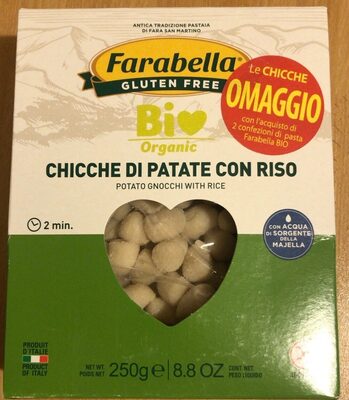 ANTICA TRADIZIONE PASTAIA
DI FARA SAN MARTINO
Farabella®
GLUTEN FREE
Bio
Organic
Le CHICCHE
OMAGGIO
con l'acquisto di
2 confezioni di pasta
Farabella BIO
CHICCHE DI PATATE CON RISO
POTATO GNOCCHI WITH RICE
2 min.
CON ACQUA
DI SORGENTE
DELLA
MAJELLA
PRODUIT
D'ITALIE
PRODUCT
OF ITALY
NET WT.
POIDS NET
250g e 8.8 OZ
CONT. NET
PESO LÍQUIDO